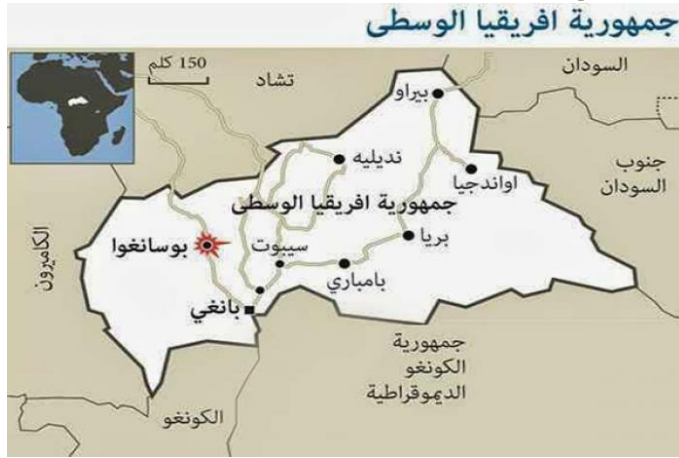 جمهورية افريقيا الوسطى
150 كلم
تشاد
السودان
بيراو
نديليه
اواندجيا
جنوب
السودان
جمهورية افريقيا الوسطى
الكاميرون
بوسانغوا
سيبوت
بريا
بامباري
بانغي
جمهورية
الكونغو
الديموقراطية
الكونغو